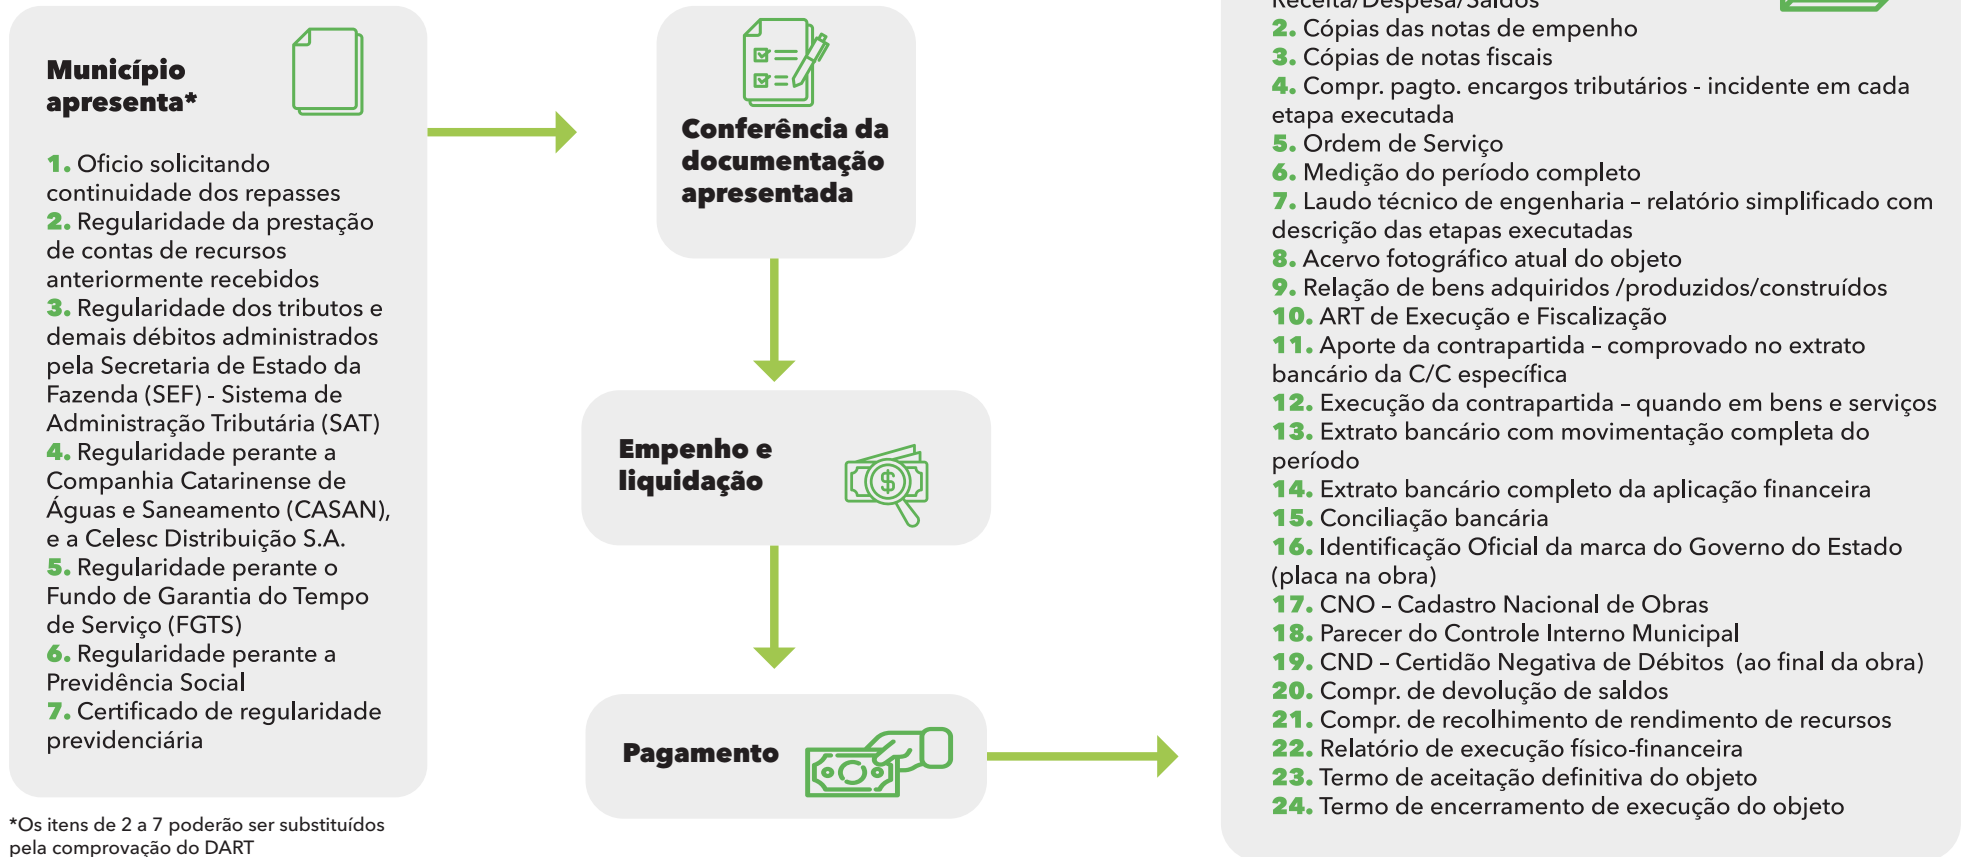 Município
apresenta*
1. Oficio solicitando
continuidade dos repasses
2. Regularidade da prestação
de contas de recursos
anteriormente recebidos
3. Regularidade dos tributos e
demais débitos administrados
pela Secretaria de Estado da
Fazenda (SEF) - Sistema de
Administração Tributária (SAT)
4. Regularidade perante a
Companhia Catarinense de
Águas e Saneamento (CASAN),
e a Celesc Distribuição S.A.
5. Regularidade perante o
Fundo de Garantia do Tempo
de Serviço (FGTS)
6. Regularidade perante a
Previdência Social
7. Certificado de regularidade
previdenciária
*Os itens de 2 a 7 poderão ser substituídos
pela comprovação do DART
Conferência da
documentação
apresentada
Empenho e
liquidação
$
Pagamento
Receita/Despesa/Saldos
2. Cópias das notas de empenho
3. Cópias de notas fiscais
4. Compr. pagto. encargos tributários - incidente em cada
etapa executada
5. Ordem de Serviço
6. Medição do período completo
7. Laudo técnico de engenharia – relatório simplificado com
descrição das etapas executadas
8. Acervo fotográfico atual do objeto
9. Relação de bens adquiridos /produzidos/construídos
10. ART de Execução e Fiscalização
11. Aporte da contrapartida – comprovado no extrato
bancário da C/C específica
12. Execução da contrapartida – quando em bens e serviços
13. Extrato bancário com movimentação completa do
período
14. Extrato bancário completo da aplicação financeira
15. Conciliação bancária
16. Identificação Oficial da marca do Governo do Estado
(placa na obra)
17. CNO – Cadastro Nacional de Obras
18. Parecer do Controle Interno Municipal
19. CND – Certidão Negativa de Débitos (ao final da obra)
20. Compr. de devolução de saldos
21. Compr. de recolhimento de rendimento de recursos
22. Relatório de execução físico-financeira
23. Termo de aceitação definitiva do objeto
24. Termo de encerramento de execução do objeto